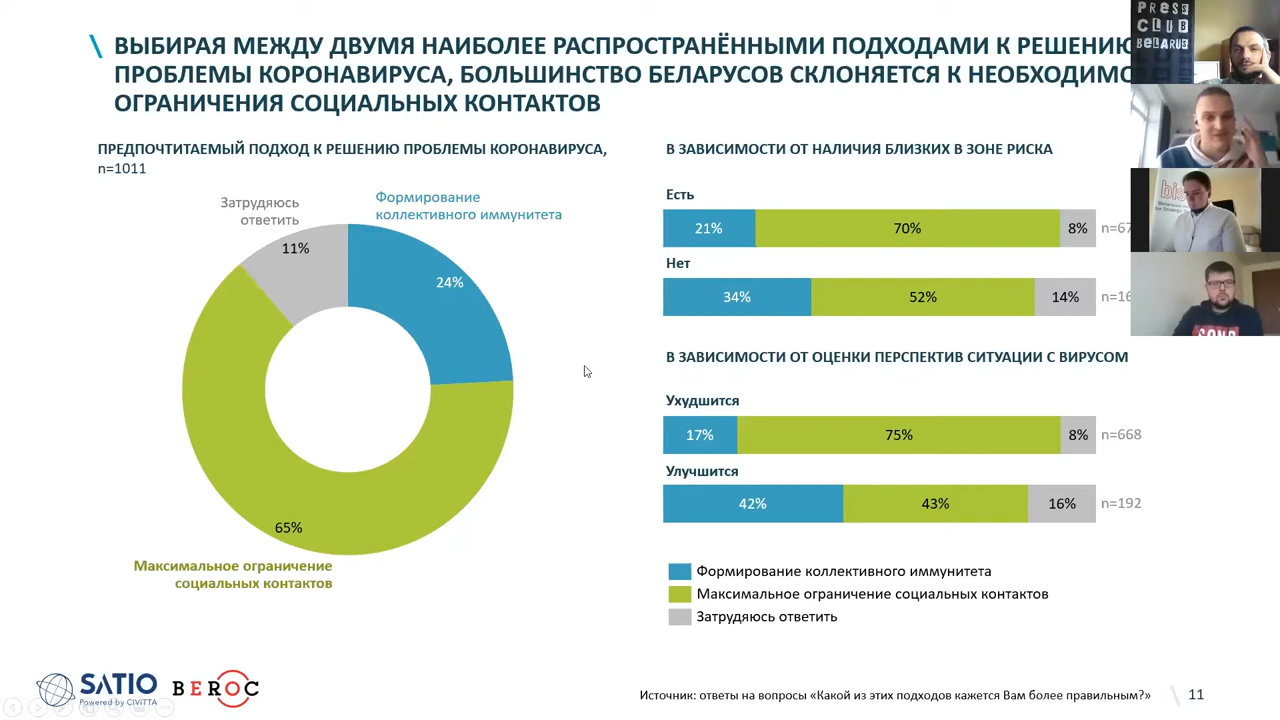 ВЫБИРАЯ МЕЖДУ ДВУМЯ НАИБОЛЕЕ РАСПРОСТРАНЁННЫМИ ПОДХОДАМИ К РЕШЕНИЮ
ПРОБЛЕМЫ КОРОНАВИРУСА, БОЛЬШИНСТВО БЕЛАРУСОВ СКЛОНЯЕТСЯ К
ОГРАНИЧЕНИЯ СОЦИАЛЬНЫХ КОНТАКТОВ
ПРЕДПОЧТИТАЕМЫЙ ПОДХОД К РЕШЕНИЮ ПРОБЛЕМЫ КОРОНАВИРУСА,
n=1011
Затрудяюсь
ответить
11%
Формирование
коллективного иммунитета
24%
65%
Максимальное ограничение
социальных контактов
В ЗАВИСИМОСТИ ОТ НАЛИЧИЯ БЛИЗКИХ В ЗОНЕ РИСКА
Есть
21% 70% 8%
Нет
34% 52% 14%
В ЗАВИСИМОСТИ ОТ ОЦЕНКИ ПЕРСПЕКТИВ СИТУАЦИИ С ВИРУСОМ
Ухудшится
17% 75% 8% n=668
Улучшится
42% 43% 16% n=192
Формирование коллективного иммунитета
Максимальное ограничение социальных контактов
Затрудяюсь ответить
SATIO
Powered by CIVITTA
BEROC
Источник: ответы на вопросы «Какой из этих подходов кажется Вам более правильным?»
11
PRESS
CLUB
BELARUS